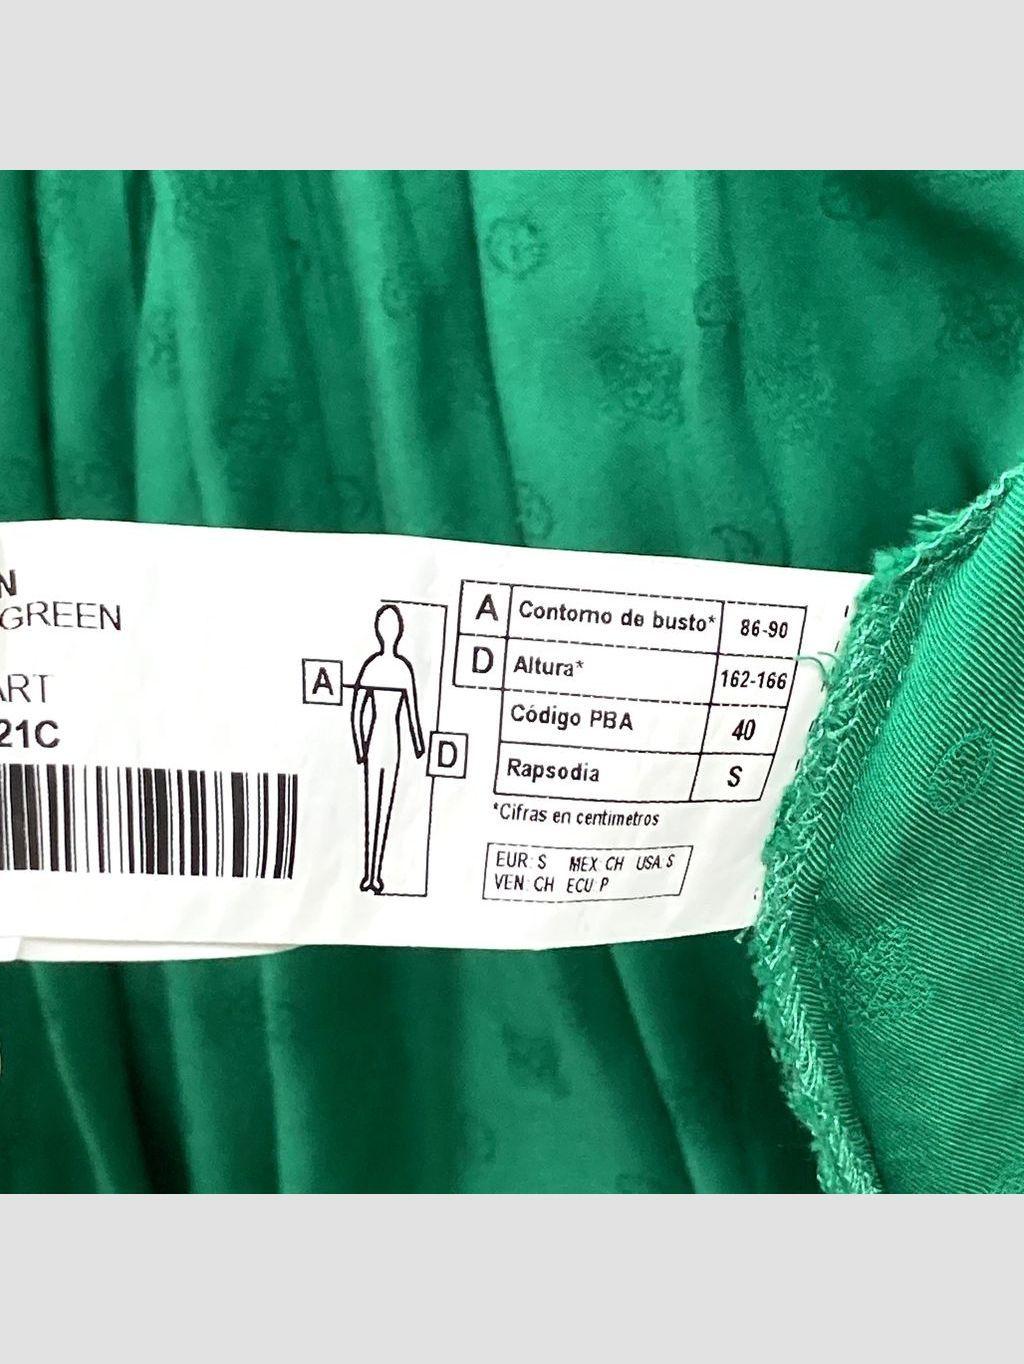 N
GREEN
ART
21C
A
D
A Contorno de busto* 86-90
D Altura* 162-166
Código PBA 40
Rapsodia S
*Cifras en centimetros
EUR: S MEX: CH USA: S
VEN: CH ECU: P